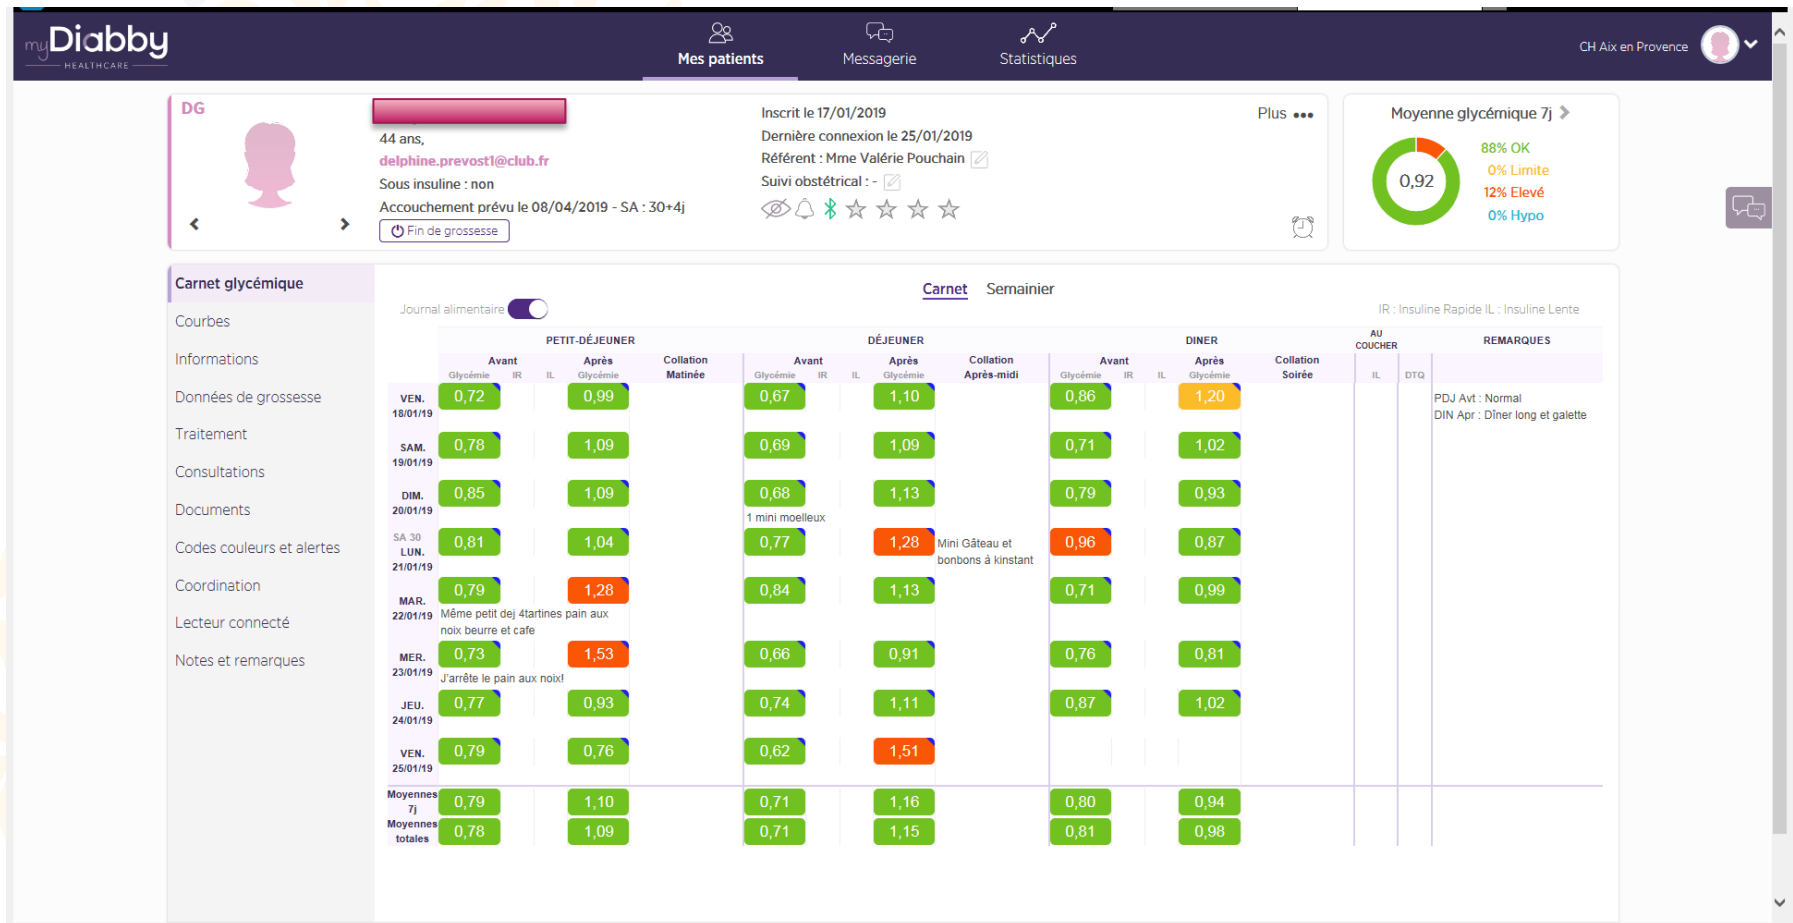 myDiabby
HEALTHCARE
Mes patients
Messagerie
Statistiques
CH Aix en Provence
DG
44 ans,
delphine.prevost1@club.fr
Sous insuline : non
Accouchement prévu le 08/04/2019 - SA : 30+4j
Fin de grossesse
Inscrit le 17/01/2019
Dernière connexion le 25/01/2019
Référent : Mme Valérie Pouchain
Suivi obstétrical : -
Plus
Moyenne glycémique 7j
0,92
88% OK
0% Limite
12% Elevé
0% Hypo
Carnet glycémique
Courbes
Informations
Données de grossesse
Traitement
Consultations
Documents
Codes couleurs et alertes
Coordination
Lecteur connecté
Notes et remarques
Carnet Semainier
Journal alimentaire
IR : Insuline Rapide IL : Insuline Lente
PETIT-DÉJEUNER DÉJEUNER DINER AU COUCHER REMARQUES
Avant Après Collation Matinée Avant Après Collation Après-midi Avant Après Collation Soirée
Glycémie IR IL Glycémie Glycémie IR IL Glycémie Glycémie IR IL Glycémie IL DTQ
VEN. 18/01/19 0,72 0,99 0,67 1,10 0,86 1,20 PDJ Avt : Normal
DIN Apr : Dîner long et galette
SAM. 19/01/19 0,78 1,09 0,69 1,09 0,71 1,02
DIM. 20/01/19 0,85 1,09 0,68 1,13 0,79 0,93
1 mini moelleux
SA 30
LUN. 21/01/19 0,81 1,04 0,77 1,28 Mini Gâteau et bonbons à kinstant 0,96 0,87
MAR. 22/01/19 0,79 1,28 0,84 1,13 0,71 0,99
Même petit dej 4tartines pain aux
noix beurre et cafe
MER. 23/01/19 0,73 1,53 0,66 0,91 0,76 0,81
J'arrête le pain aux noix!
JEU. 24/01/19 0,77 0,93 0,74 1,11 0,87 1,02
VEN. 25/01/19 0,79 0,76 0,62 1,51
Moyennes 7j 0,79 1,10 0,71 1,16 0,80 0,94
Moyennes totales 0,78 1,09 0,71 1,15 0,81 0,98